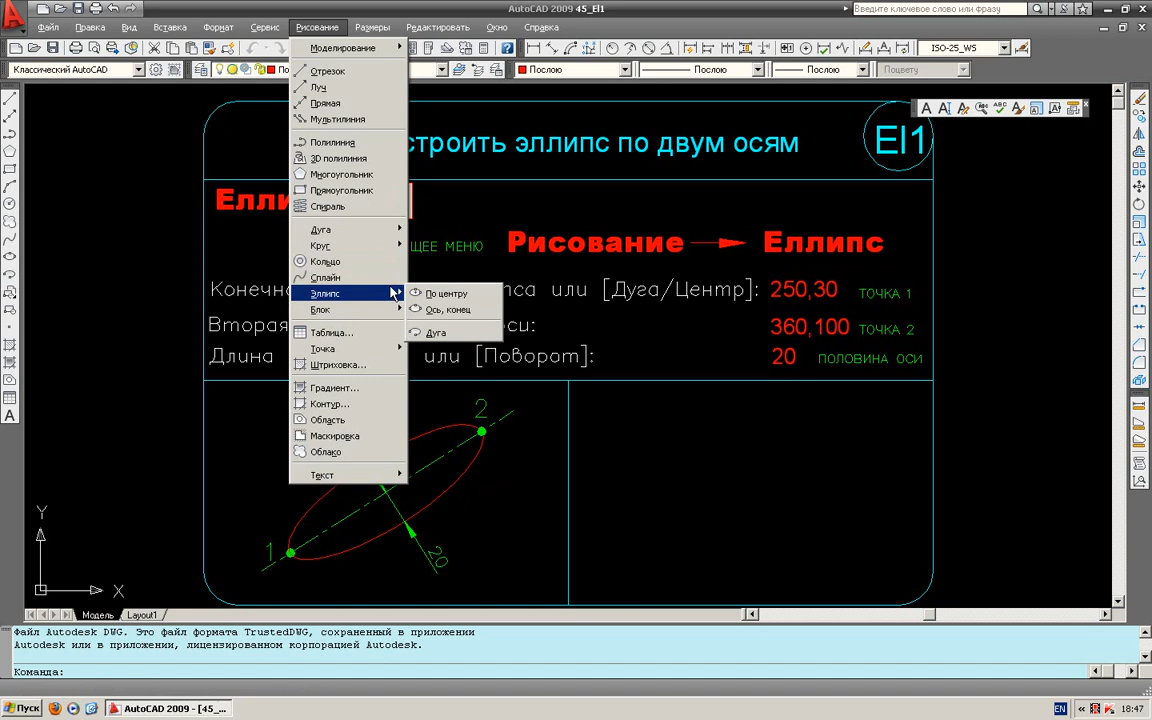 AutoCAD 2009 45_El1
Введите ключевое слово или фразу
Файл Правка Вид Вставка Формат Сервис Рисование Размеры Редактировать Окно Справка
ISO-25_WS
Классический AutoCAD
По
Послою
Послою
Послою
Поцвету
Моделирование
Отрезок
Луч
Прямая
Мультилиния
Полилиния
3D полилиния
Многоугольник
Прямоугольник
Спираль
Дуга
Круг
Кольцо
Сплайн
Эллипс
Блок
Таблица...
Точка
Штриховка...
Градиент...
Контур...
Область
Маскировка
Облако
Текст
По центру
Ось, конец
Дуга
строить эллипс по двум осям
El1
Елли
ЩЕЕ МЕНЮ
Рисование
Еллипс
Конечн
са или [Дуга/Центр]:
250,30
ТОЧКА 1
Вторая
оси:
360,100
ТОЧКА 2
Длина
или [Поворот]:
20
ПОЛОВИНА ОСИ
2
1
20
Y
X
Модель
Layout1
Файл Autodesk DWG. Это файл формата TrustedDWG, сохраненный в приложении
Autodesk или в приложении, лицензированном корпорацией Autodesk.
Команда:
Пуск
AutoCAD 2009 - [45_...
EN
18:47